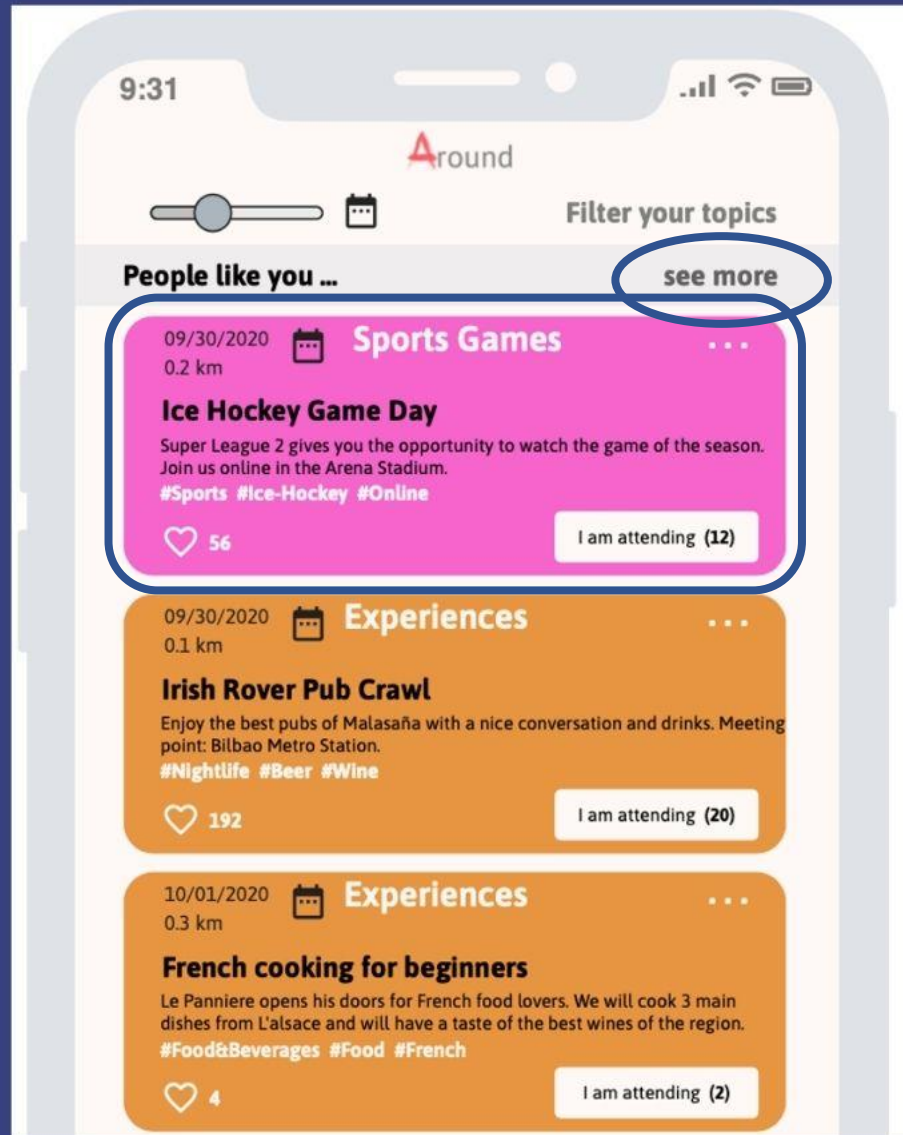 9:31
Around
Filter your topics
People like you ...
see more
09/30/2020
Sports Games
...
0.2 km
Ice Hockey Game Day
Super League 2 gives you the opportunity to watch the game of the season.
Join us online in the Arena Stadium.
#Sports #Ice-Hockey #Online
56
I am attending (12)
09/30/2020
Experiences
...
0.1 km
Irish Rover Pub Crawl
Enjoy the best pubs of Malasaña with a nice conversation and drinks. Meeting
point: Bilbao Metro Station.
#Nightlife #Beer #Wine
192
I am attending (20)
10/01/2020
Experiences
...
0.3 km
French cooking for beginners
Le Panniere opens his doors for French food lovers. We will cook 3 main
dishes from L'alsace and will have a taste of the best wines of the region.
#Food&Beverages #Food #French
4
I am attending (2)